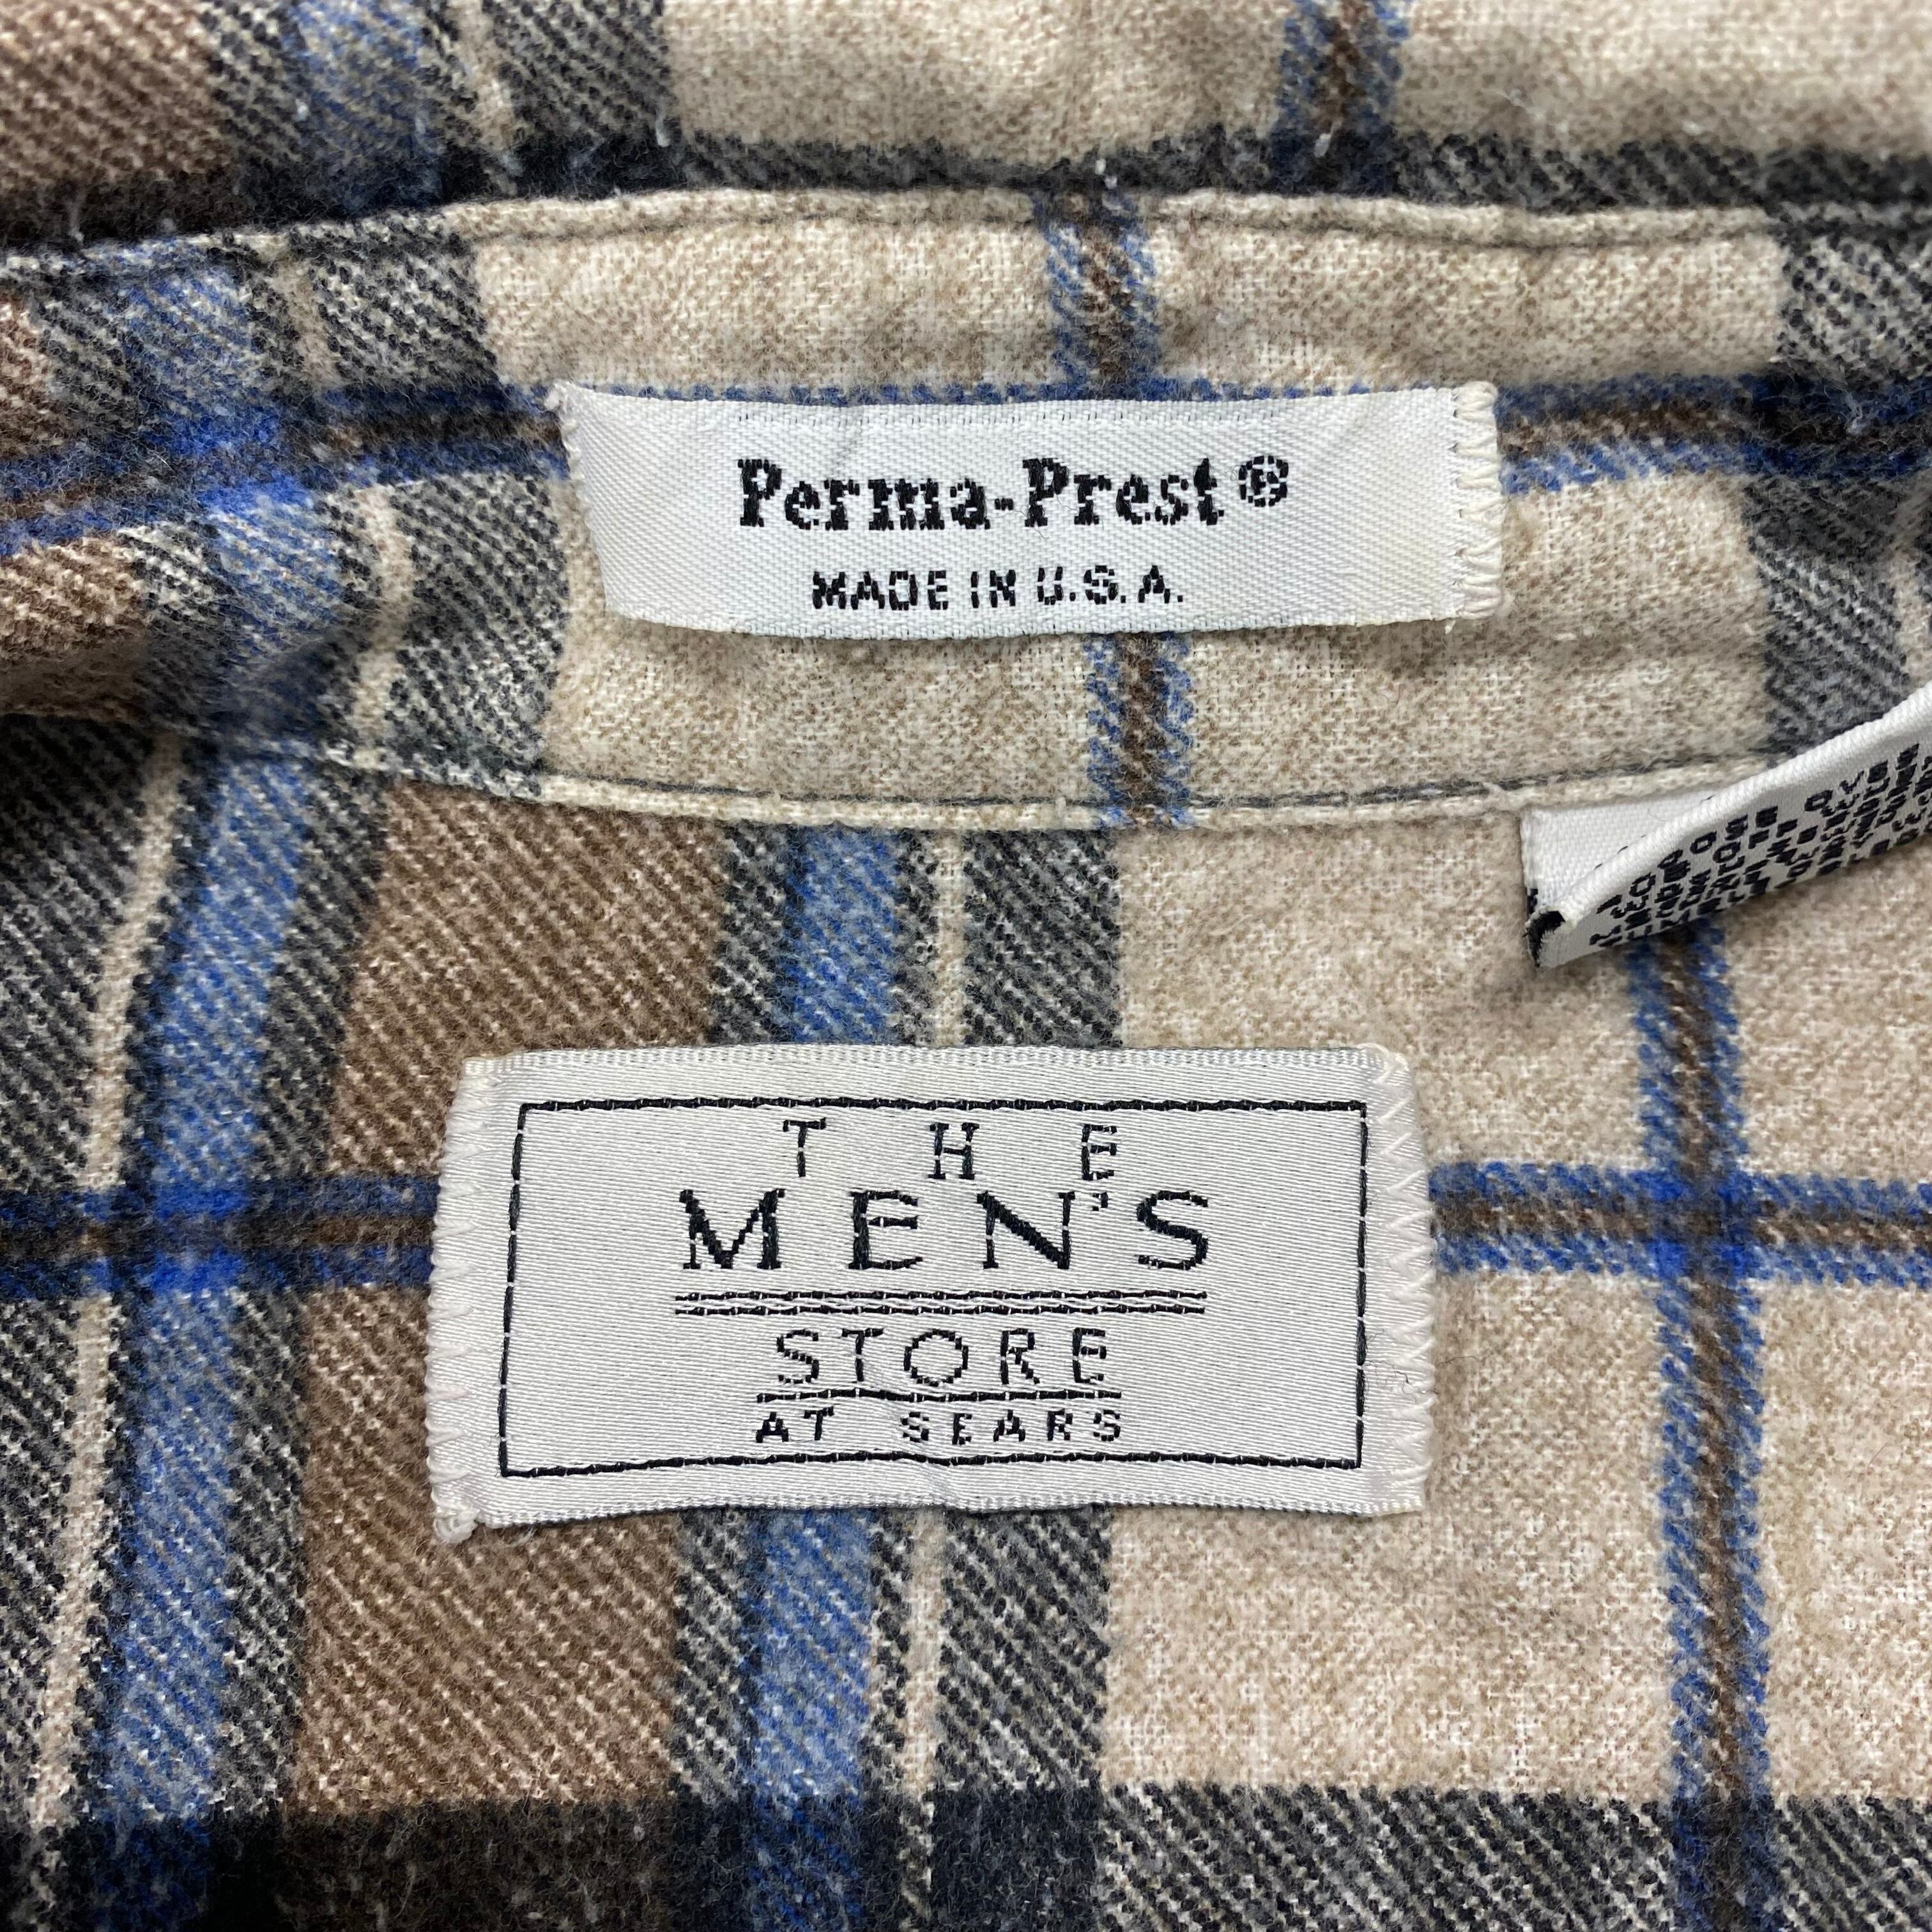 Perma-Prest®
MADE IN U.S.A.
THE
MEN'S
STORE
AT SEARS